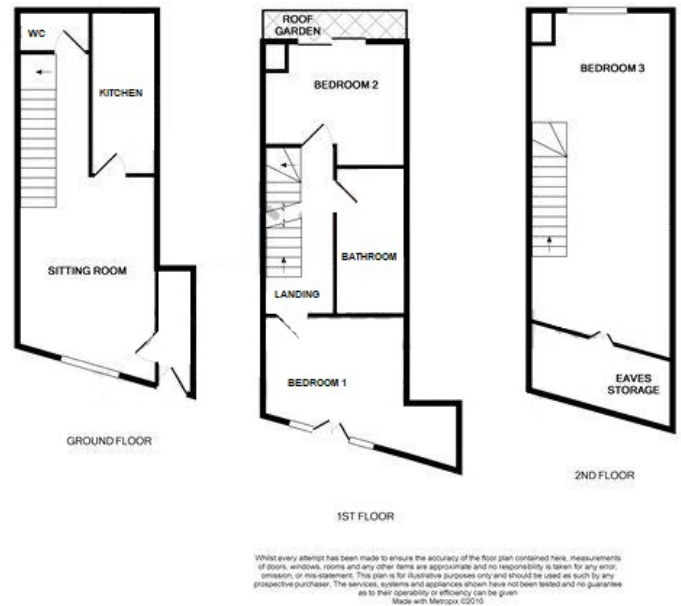 WC
KITCHEN
SITTING ROOM
GROUND FLOOR
ROOF
GARDEN
BEDROOM 2
BATHROOM
LANDING
BEDROOM 1
1ST FLOOR
BEDROOM 3
EAVES
STORAGE
2ND FLOOR
Whilst every attempt has been made to ensure the accuracy of the floor plan contained here, measurements
of doors, windows, rooms and any other items are approximate and no responsibility is taken for any error,
omission, or mis-statement. This plan is for illustrative purposes only and should be used as such by any
prospective purchaser. The services, systems and appliances shown have not been tested and no guarantee
as to their operability or efficiency can be given
Made with Metropix ©2010